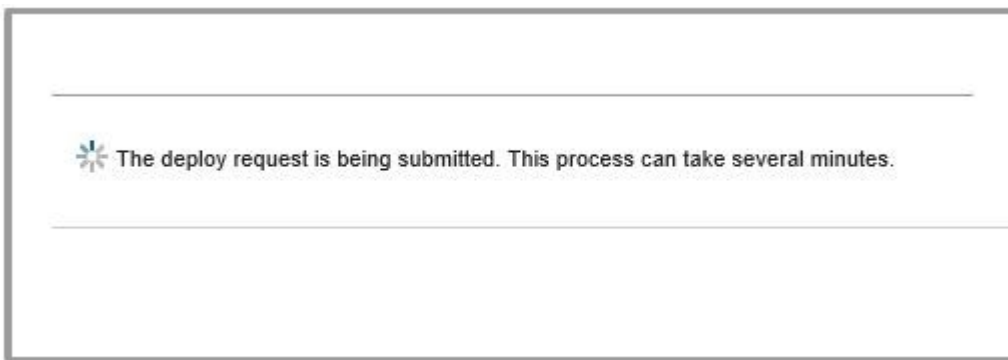 The deploy request is being submitted. This process can take several minutes.